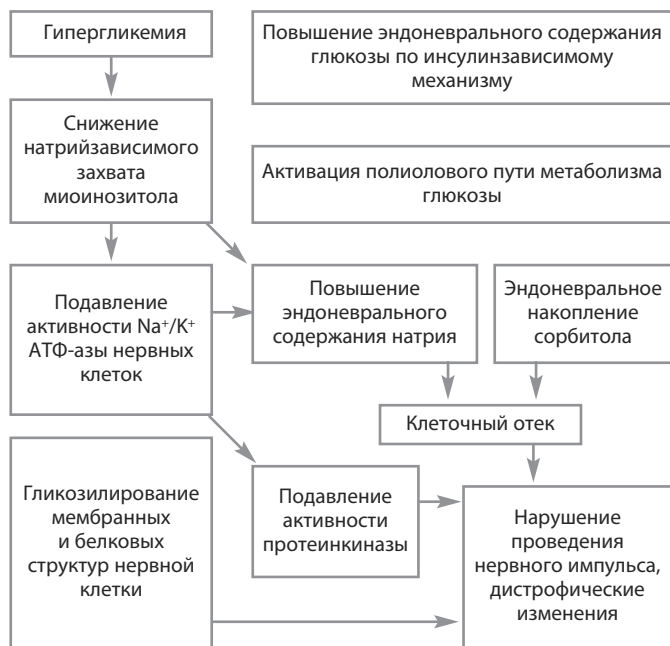 Гипергликемия
Повышение эндоневрального содержания
глюкозы по инсулинзависимому
механизму
Снижение
натрийзависимого
захвата
миоинозитола
Активация полиолового пути метаболизма
глюкозы
Подавление
активности Na⁺/K⁺
АТФ-азы нервных
клеток
Повышение
эндоневрального
содержания натрия
Эндоневральное
накопление
сорбитола
Клеточный отек
Гликозилирование
мембранных
и белковых
структур нервной
клетки
Подавление
активности
протеинкиназы
Нарушение
проведения
нервного импульса,
дистрофические
изменения